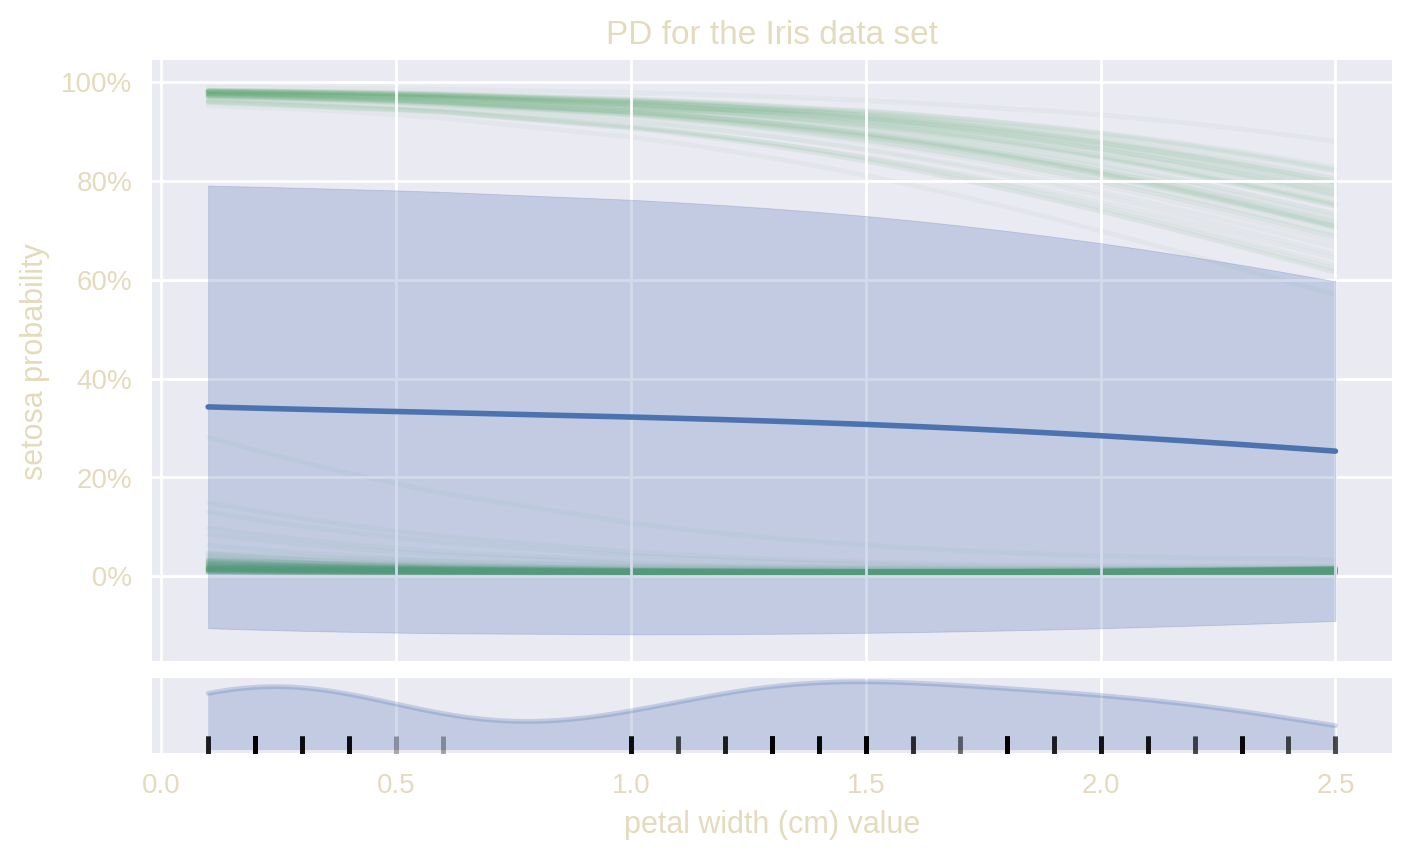 PD for the Iris data set
100%
80%
60%
40%
20%
0%
setosa probability
0.0 0.5 1.0 1.5 2.0 2.5
petal width (cm) value